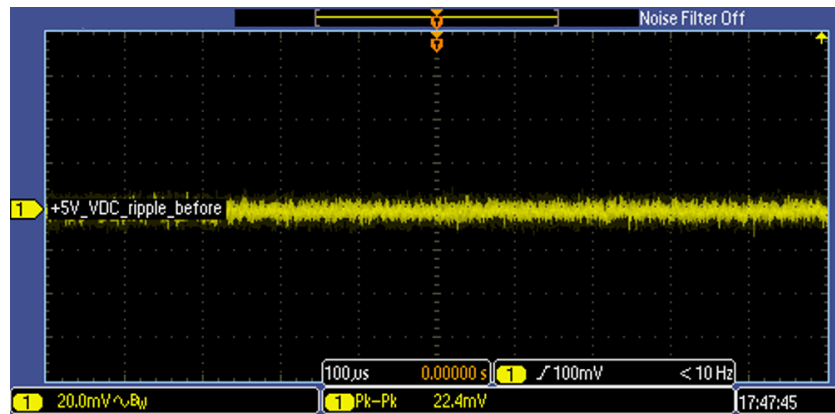 Noise Filter Off
T
T
1 +5V_VDC_ripple_before
100µs 0.00000 s 1 100mV < 10 Hz
1 20.0mV BW 1 Pk-Pk 22.4mV 17:47:45